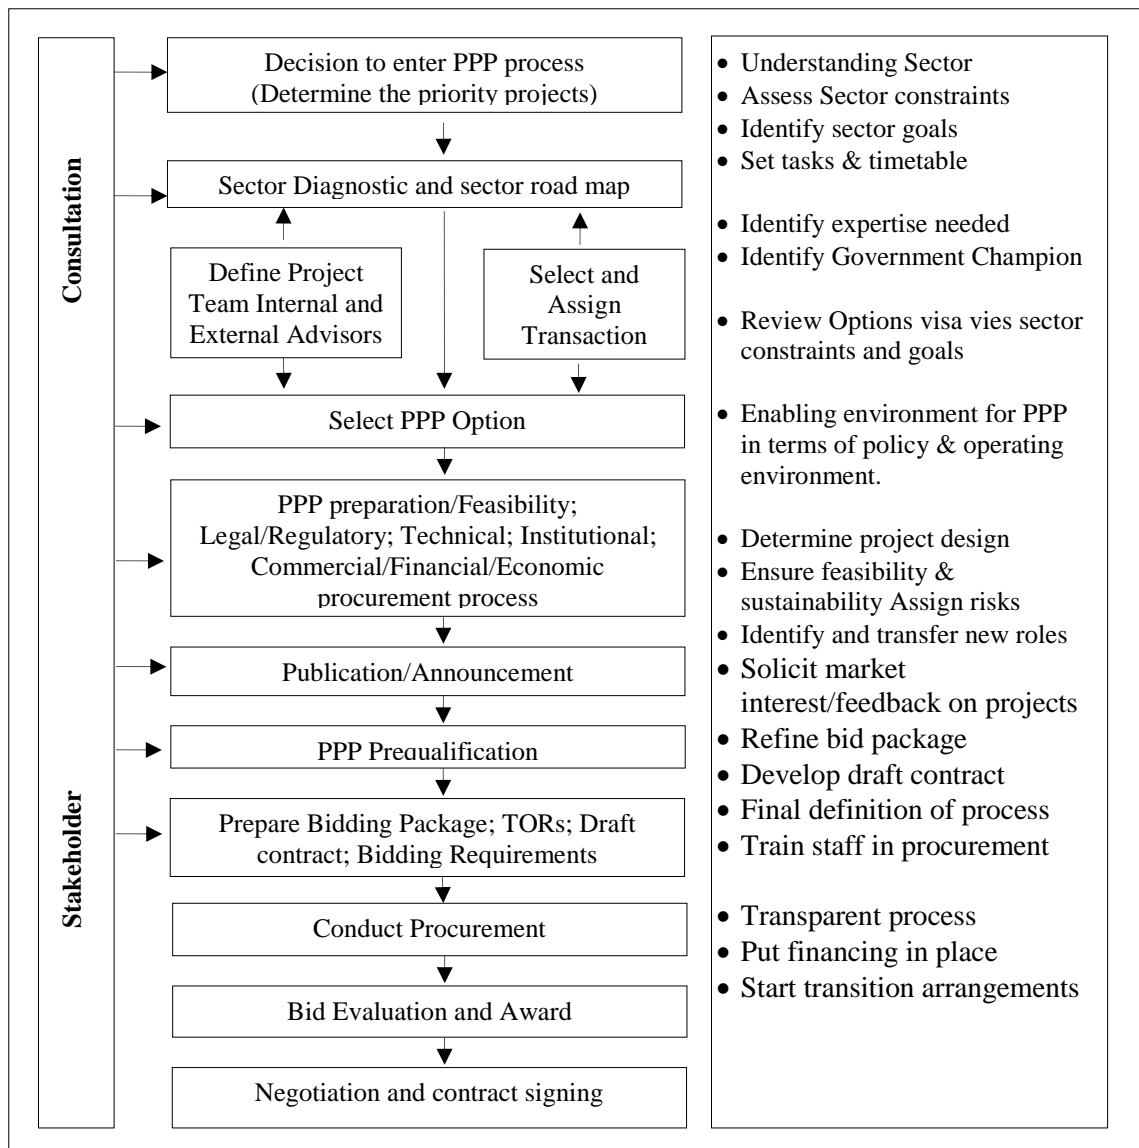 Consultation
Stakeholder
Decision to enter PPP process
(Determine the priority projects)
Sector Diagnostic and sector road map
Define Project
Team Internal and
External Advisors
Select and
Assign
Transaction
Select PPP Option
PPP preparation/Feasibility;
Legal/Regulatory; Technical; Institutional;
Commercial/Financial/Economic
procurement process
Publication/Announcement
PPP Prequalification
Prepare Bidding Package; TORs; Draft
contract; Bidding Requirements
Conduct Procurement
Bid Evaluation and Award
Negotiation and contract signing
• Understanding Sector
• Assess Sector constraints
• Identify sector goals
• Set tasks & timetable
• Identify expertise needed
• Identify Government Champion
• Review Options visa vies sector
constraints and goals
• Enabling environment for PPP
in terms of policy & operating
environment.
• Determine project design
• Ensure feasibility &
sustainability Assign risks
• Identify and transfer new roles
• Solicit market
interest/feedback on projects
• Refine bid package
• Develop draft contract
• Final definition of process
• Train staff in procurement
• Transparent process
• Put financing in place
• Start transition arrangements